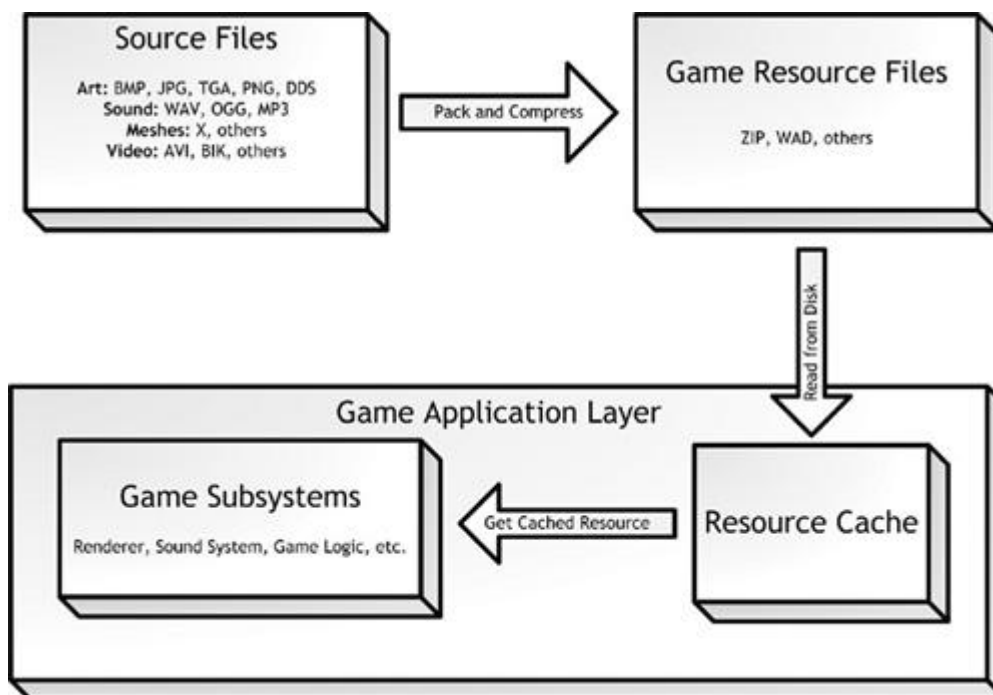 Source Files
Art: BMP, JPG, TGA, PNG, DDS
Sound: WAV, OGG, MP3
Meshes: X, others
Video: AVI, BIK, others
Pack and Compress
Game Resource Files
ZIP, WAD, others
Read from Disk
Game Application Layer
Game Subsystems
Renderer, Sound System, Game Logic, etc.
Get Cached Resource
Resource Cache